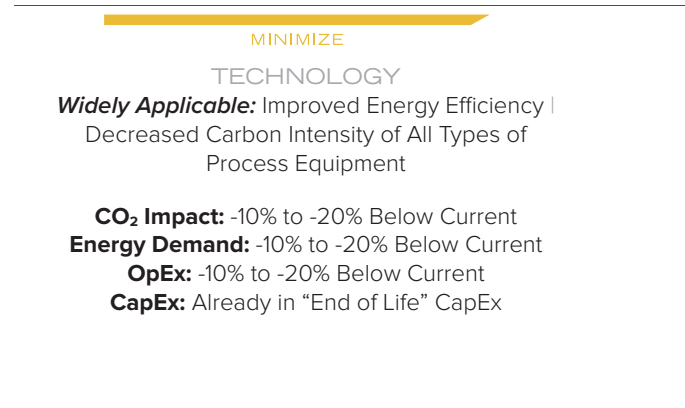 MINIMIZE
TECHNOLOGY
Widely Applicable: Improved Energy Efficiency |
Decreased Carbon Intensity of All Types of
Process Equipment
CO₂ Impact: -10% to -20% Below Current
Energy Demand: -10% to -20% Below Current
OpEx: -10% to -20% Below Current
CapEx: Already in “End of Life” CapEx